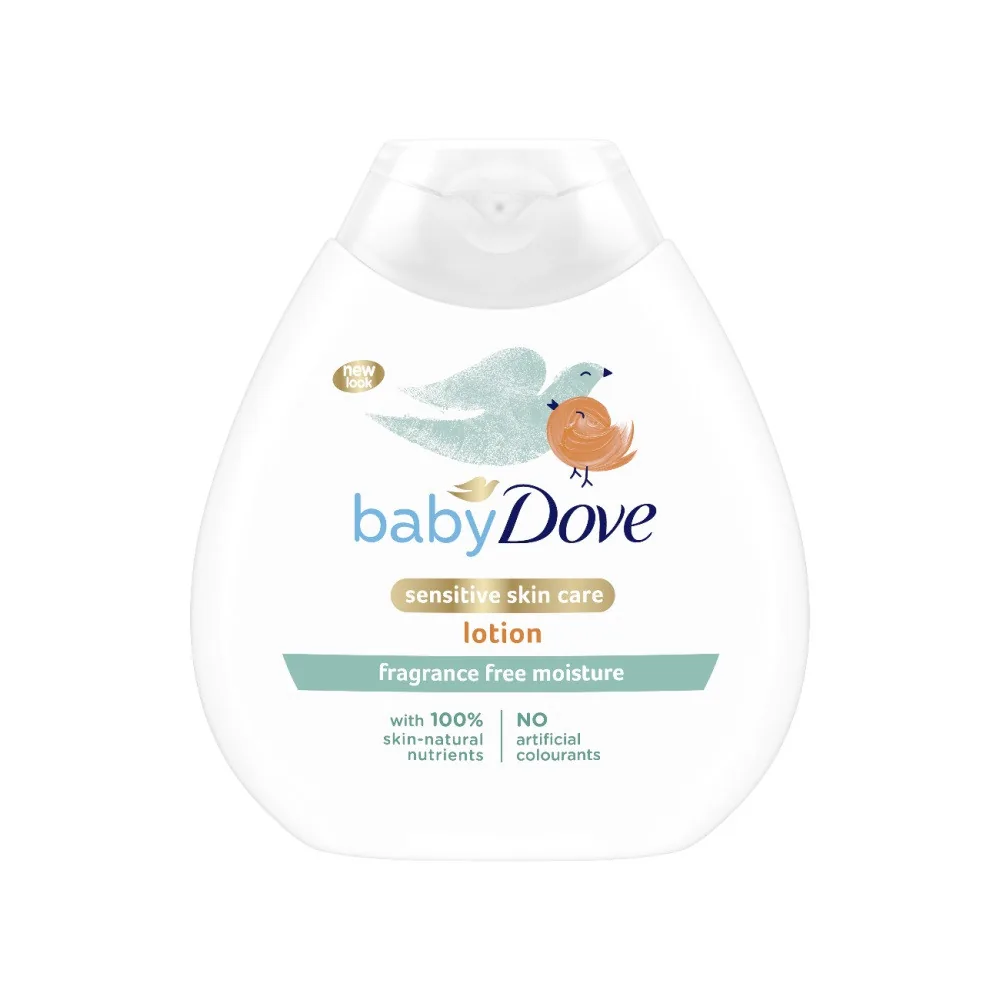 new
look
baby Dove
sensitive skin care
lotion
fragrance free moisture
with 100%
skin-natural
nutrients
NO
artificial
colourants